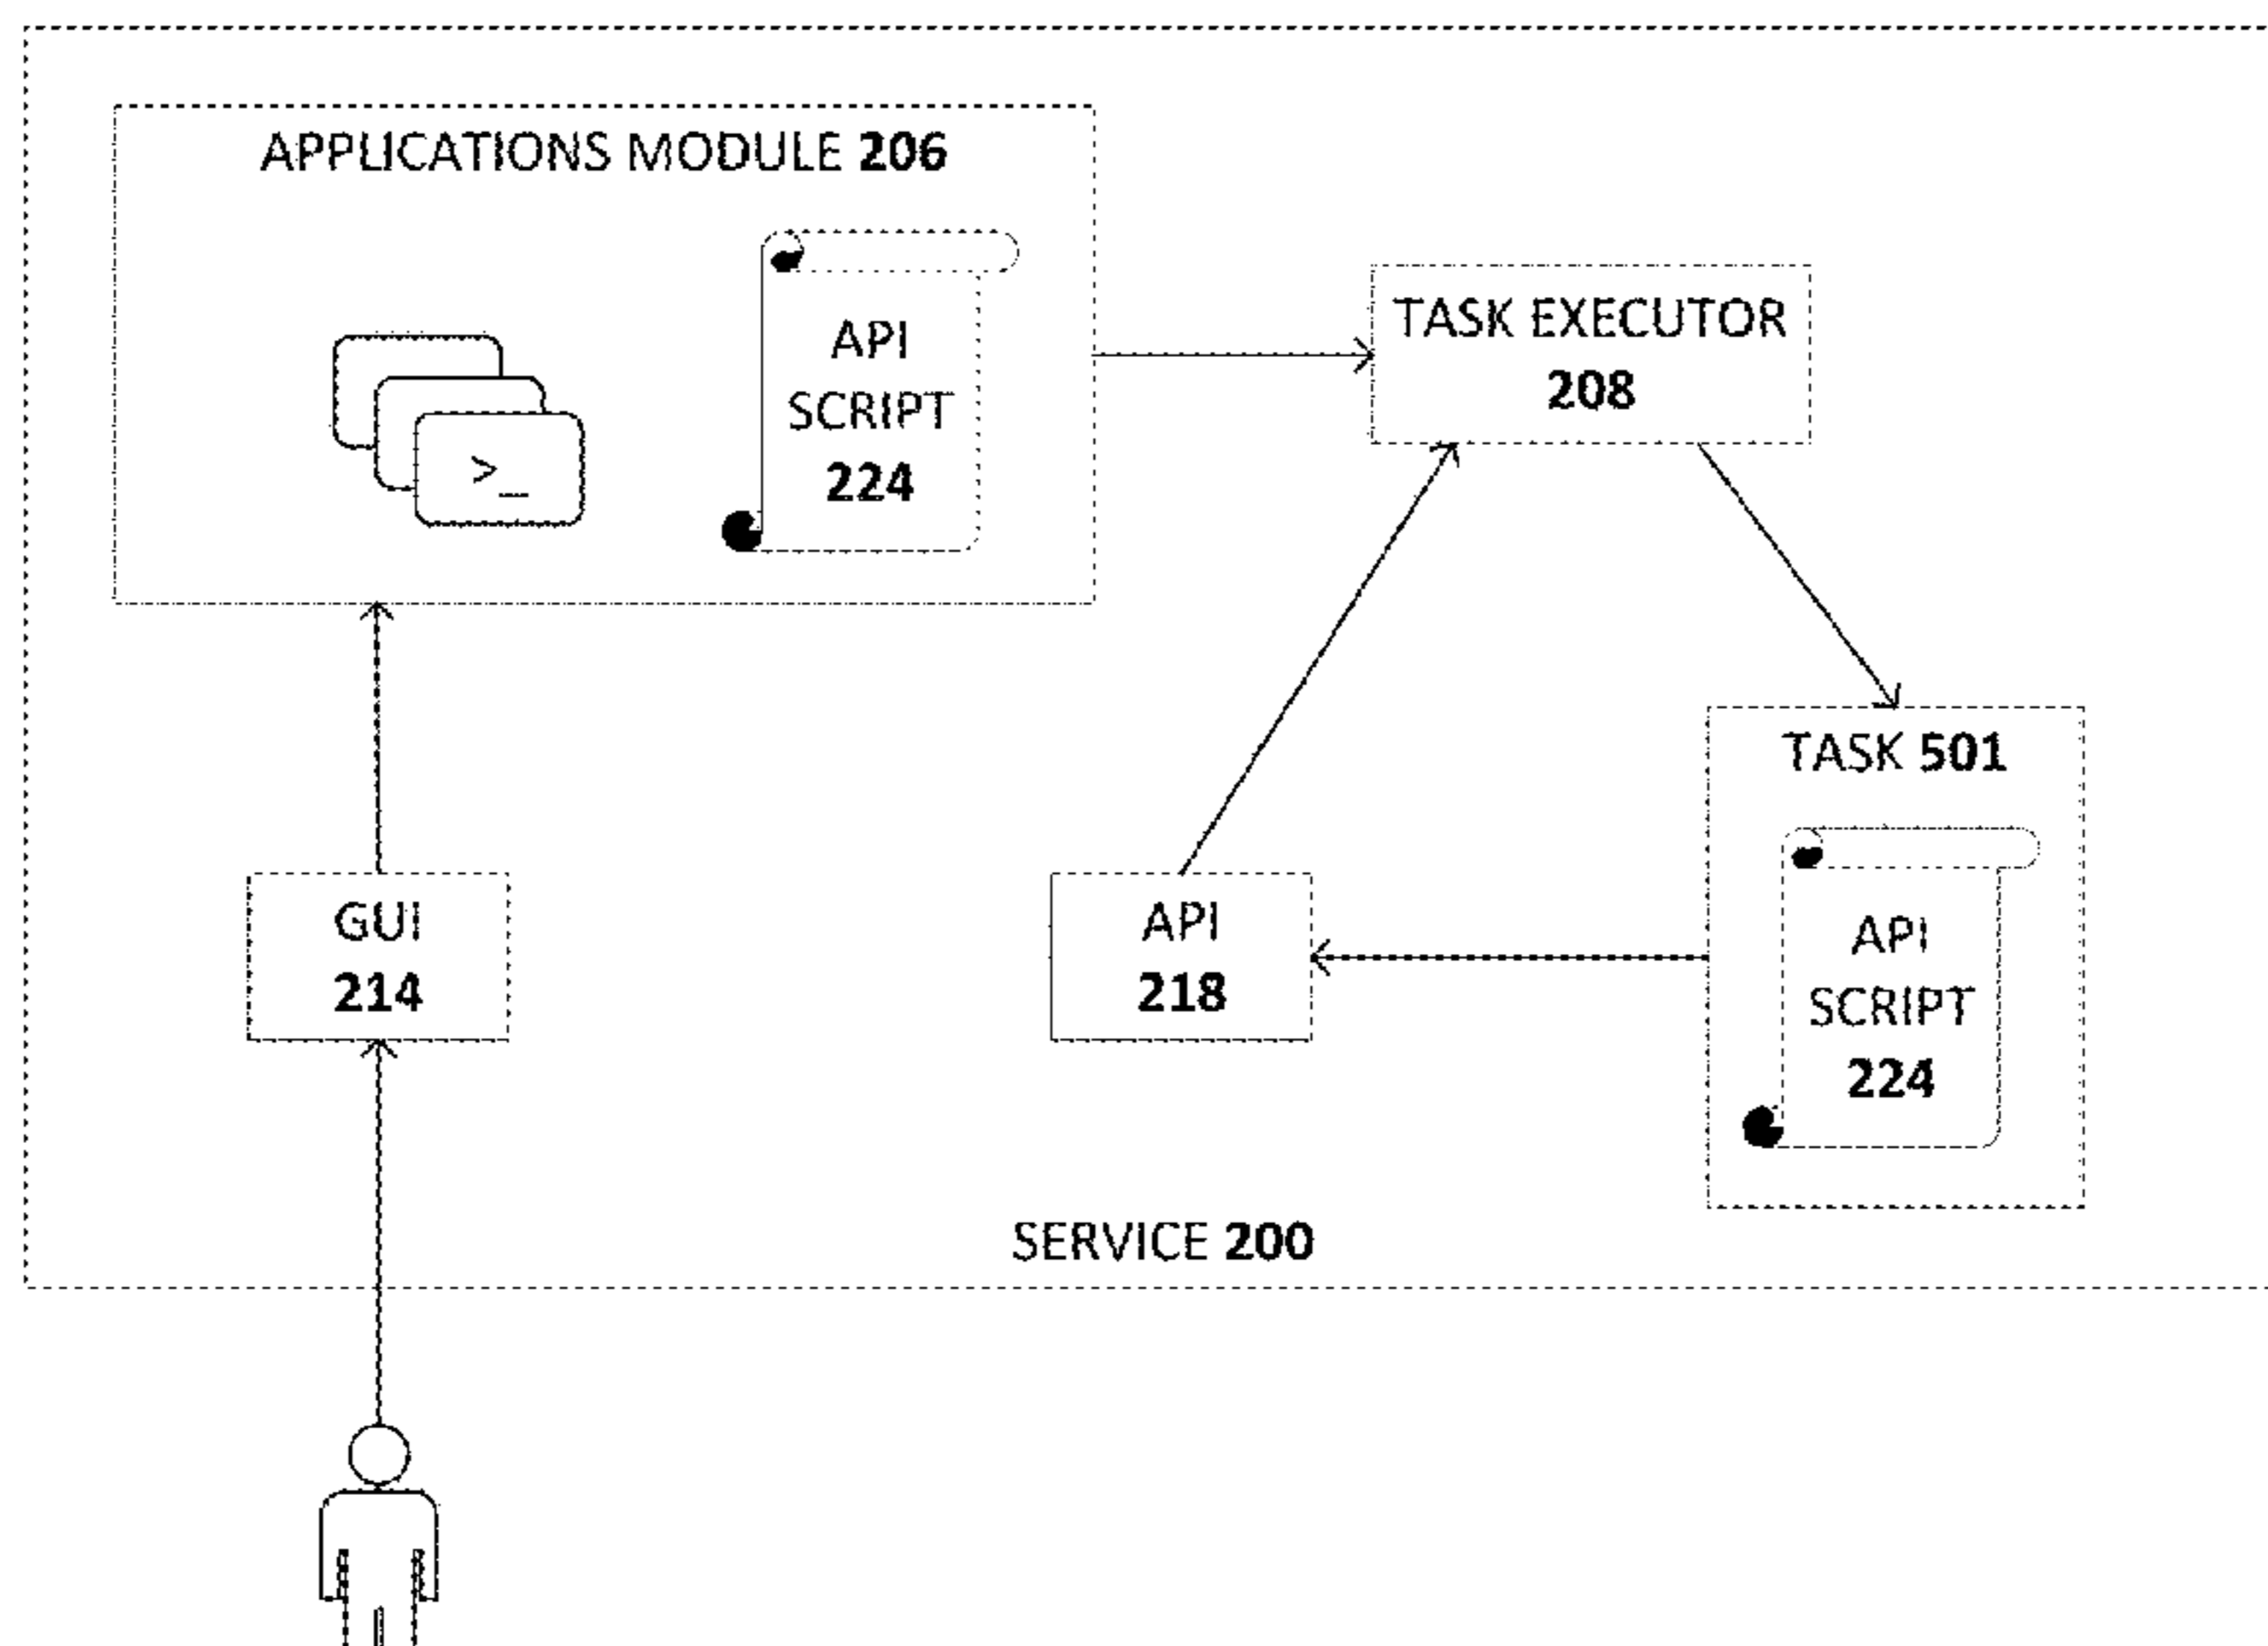 APPLICATIONS MODULE 206
API
SCRIPT
224
>_
TASK EXECUTOR
208
TASK 501
API
SCRIPT
224
GUI
214
API
218
SERVICE 200